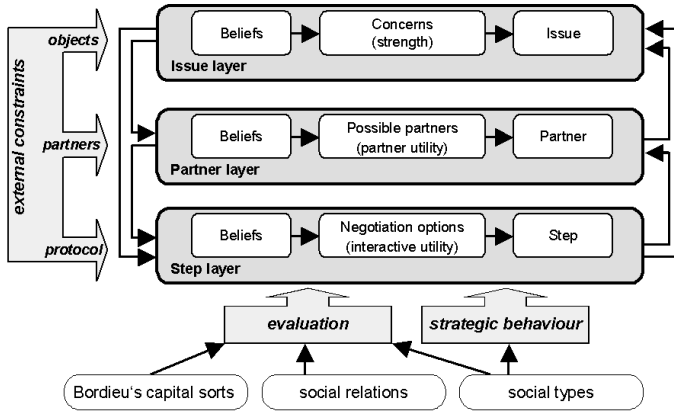 external constraints
objects
partners
protocol
Beliefs
Concerns
(strength)
Issue
Issue layer
Beliefs
Possible partners
(partner utility)
Partner
Partner layer
Beliefs
Negotiation options
(interactive utility)
Step
Step layer
evaluation
strategic behaviour
Bordieu's capital sorts
social relations
social types